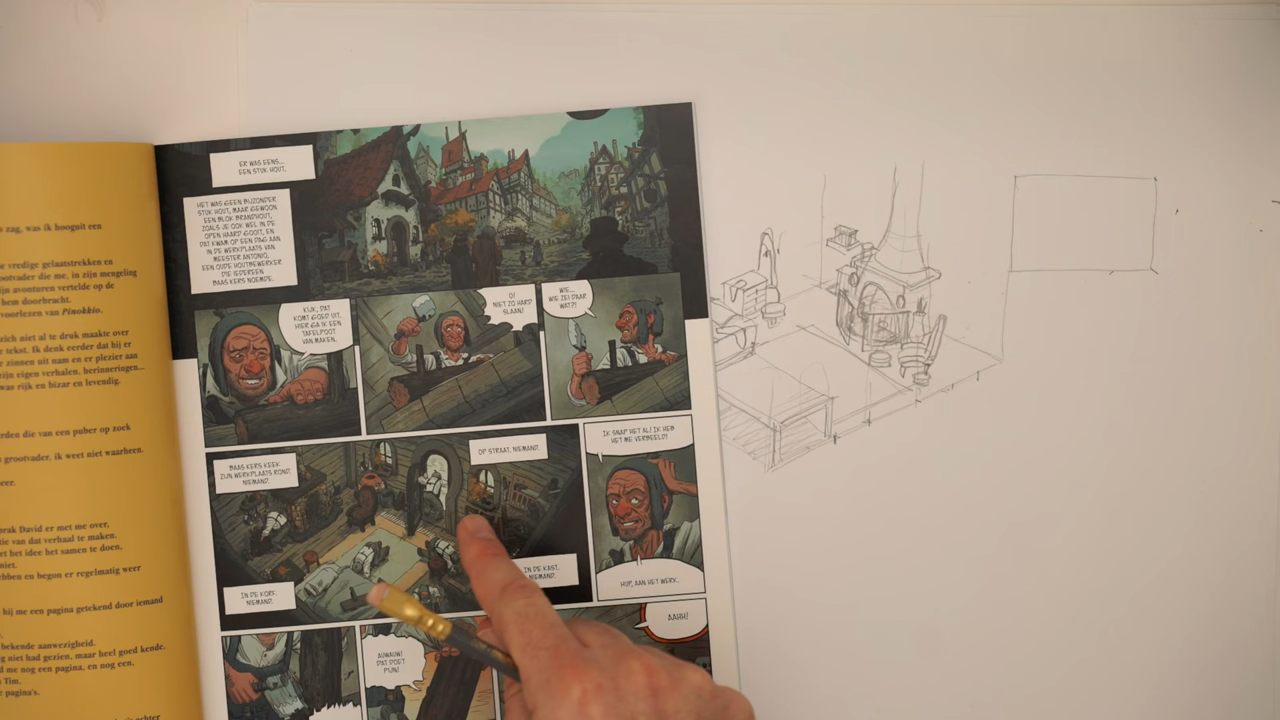 s zag, was ik hooguit een
e vredige gelaatstrekken en
ootvader die me, in zijn mengeling
ijn avonturen vertelde op de
hem doorbracht.
voorlezen van Pinokkio.
zich niet al te druk maakte over
e tekst. Ik denk eerder dat hij er
e zinnen uit nam en er plezier aan
zijn eigen verhalen, herinneringen...
was rijk en bizar en levendig.
rden die van een puber op zoek
grootvader, ik weet niet waarheen.
eer.
prak David er met me over.
tie van dat verhaal te maken.
et het idee het samen te doen,
niet.
ebben en begon er regelmatig weer
hij me een pagina getekend door iemand
bekende aanwezigheid.
g niet had gezien, maar heel goed kende.
d me nog een pagina, en nog een,
Tim.
e pagina's.
ER WAS EENS...
EEN STUK HOUT.
HET WAS GEEN BIJZONDER
STUK HOUT, MAAR GEWOON
EEN BLOK BRANDHOUT,
ZOALS JE OOK WEL IN DE
OPEN HAARD GOOIT, EN
DAT KWAM OP EEN DAG AAN
IN DE WERKPLAATS VAN
MEESTER ANTONIO,
EEN OUDE HOUTBEWERKER
DIE IEDEREEN
BAAS KERS NOEMDE.
KIJK, DAT
KOMT GOED UIT.
HIER GA IK EEN
TAFELPOOT
VAN MAKEN.
O!
NIET ZO HARD
SLAAN!
WIE...
WIE ZEI DAAR
WAT?!
BAAS KERS KEEK
ZIJN WERKPLAATS ROND.
NIEMAND.
OP STRAAT, NIEMAND.
IN DE KORF,
NIEMAND.
IN DE KAST,
NIEMAND.
IK SNAP HET AL! IK HEB
HET ME VERBEELD!
HUP, AAN HET WERK.
AUWAUW!
DAT DOET
PIJN!
AAHH!